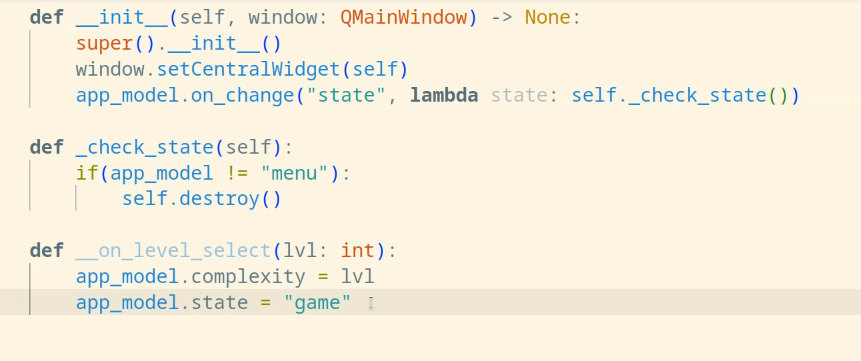 def __init__(self, window: QMainWindow) -> None:
super().__init__()
window.setCentralWidget(self)
app_model.on_change("state", lambda state: self._check_state())
def _check_state(self):
if(app_model != "menu"):
self.destroy()
def __on_level_select(lvl: int):
app_model.complexity = lvl
app_model.state = "game"